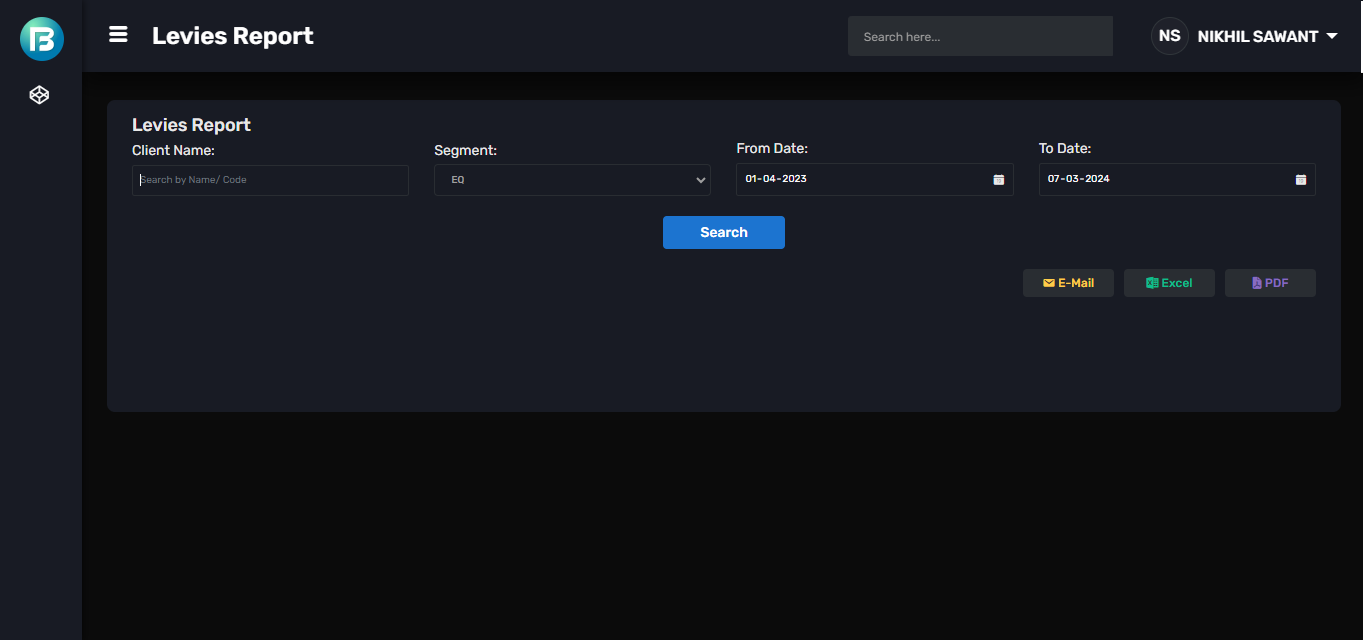 Levies Report
Search here...
NS NIKHIL SAWANT
Levies Report
Client Name:
Search by Name/ Code
Segment:
EQ
From Date:
01-04-2023
To Date:
07-03-2024
Search
E-Mail
Excel
PDF